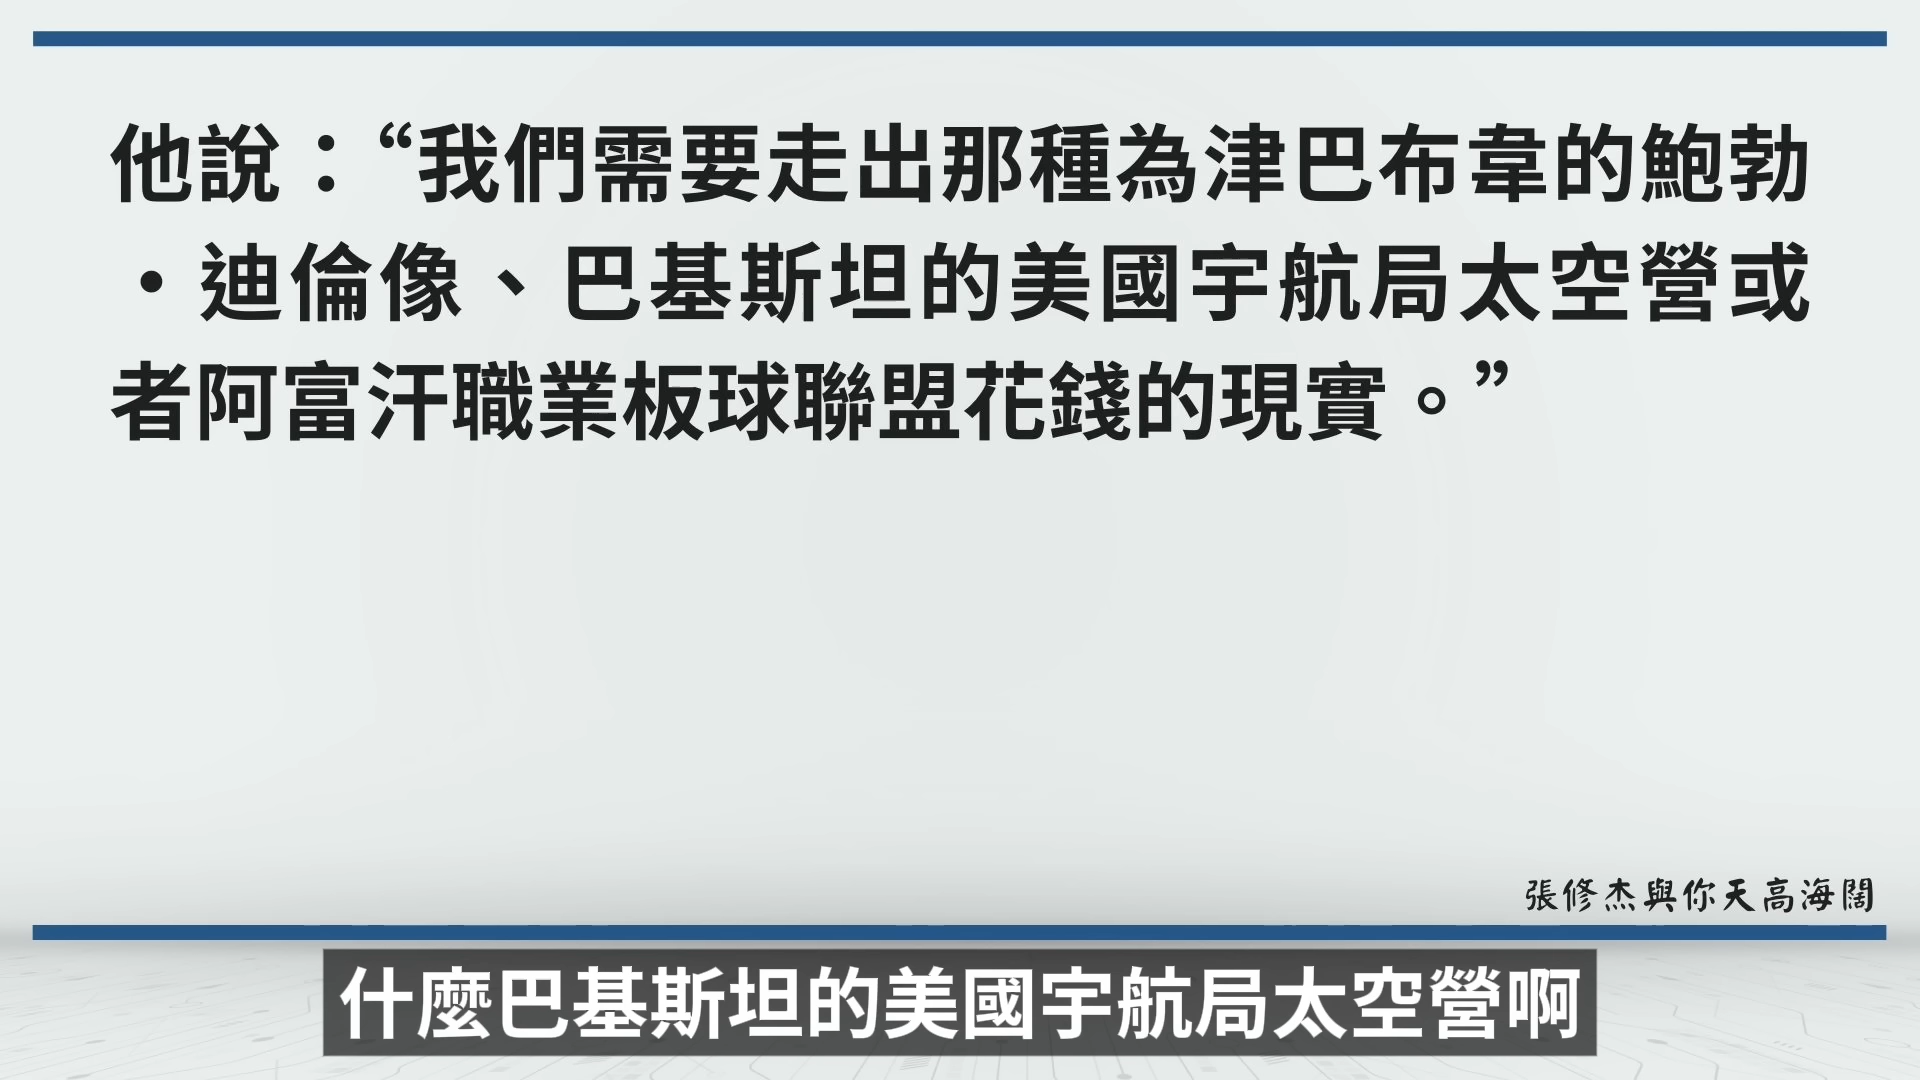 他說：“我們需要走出那種為津巴布韋的鮑勃
・迪倫像、巴基斯坦的美國宇航局太空營或
者阿富汗職業板球聯盟花錢的現實。”
張修杰與你天高海闊
什麼巴基斯坦的美國宇航局太空營啊